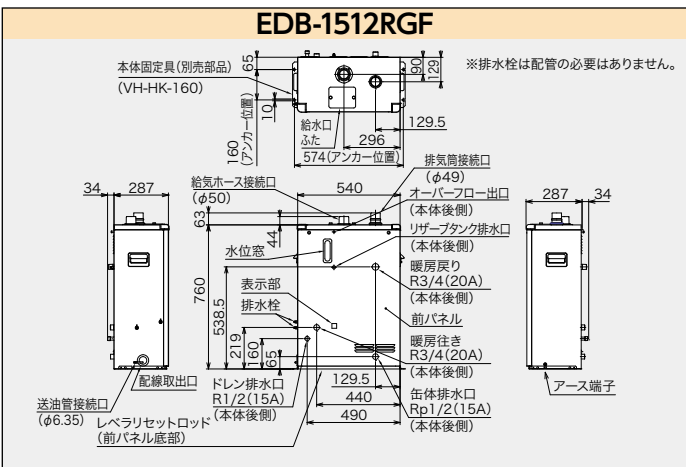 EDB-1512RGF
本体固定具(別売部品)
(VH-HK-160)
※排水栓は配管の必要はありません。
65
10
160
(アンカー位置)
90
129
129.5
給水口
ふた
296
574(アンカー位置)
34
287
給気ホース接続口
(φ50)
63
44
540
排気筒接続口
(φ49)
オーバーフロー出口
(本体後側)
リザーブタンク排水口
(本体後側)
暖房戻り
R3/4(20A)
(本体後側)
前パネル
暖房往き
R3/4(20A)
(本体後側)
缶体排水口
Rp1/2(15A)
(本体後側)
287
34
水位窓
表示部
排水栓
760
538.5
219
160
65
129.5
440
490
配線取出口
送油管接続口
(φ6.35)
ドレン排水口
R1/2(15A)
(本体後側)
レベラリセットロッド
(前パネル底部)
アース端子